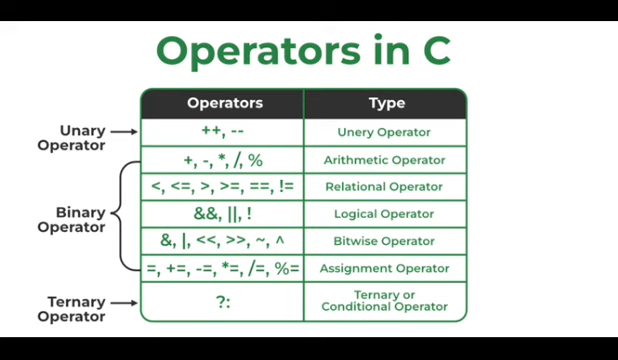 Operators in C
Operators Type
Unary Operator ++, -- Unery Operator
+, -, *, /, % Arithmetic Operator
<, <=, >, >=, ==, != Relational Operator
Binary Operator &&, ||, ! Logical Operator
&, |, <<, >>, ~, ^ Bitwise Operator
=, +=, -=, *=, /=, %= Assignment Operator
Ternary Operator ?: Ternary or
Conditional Operator